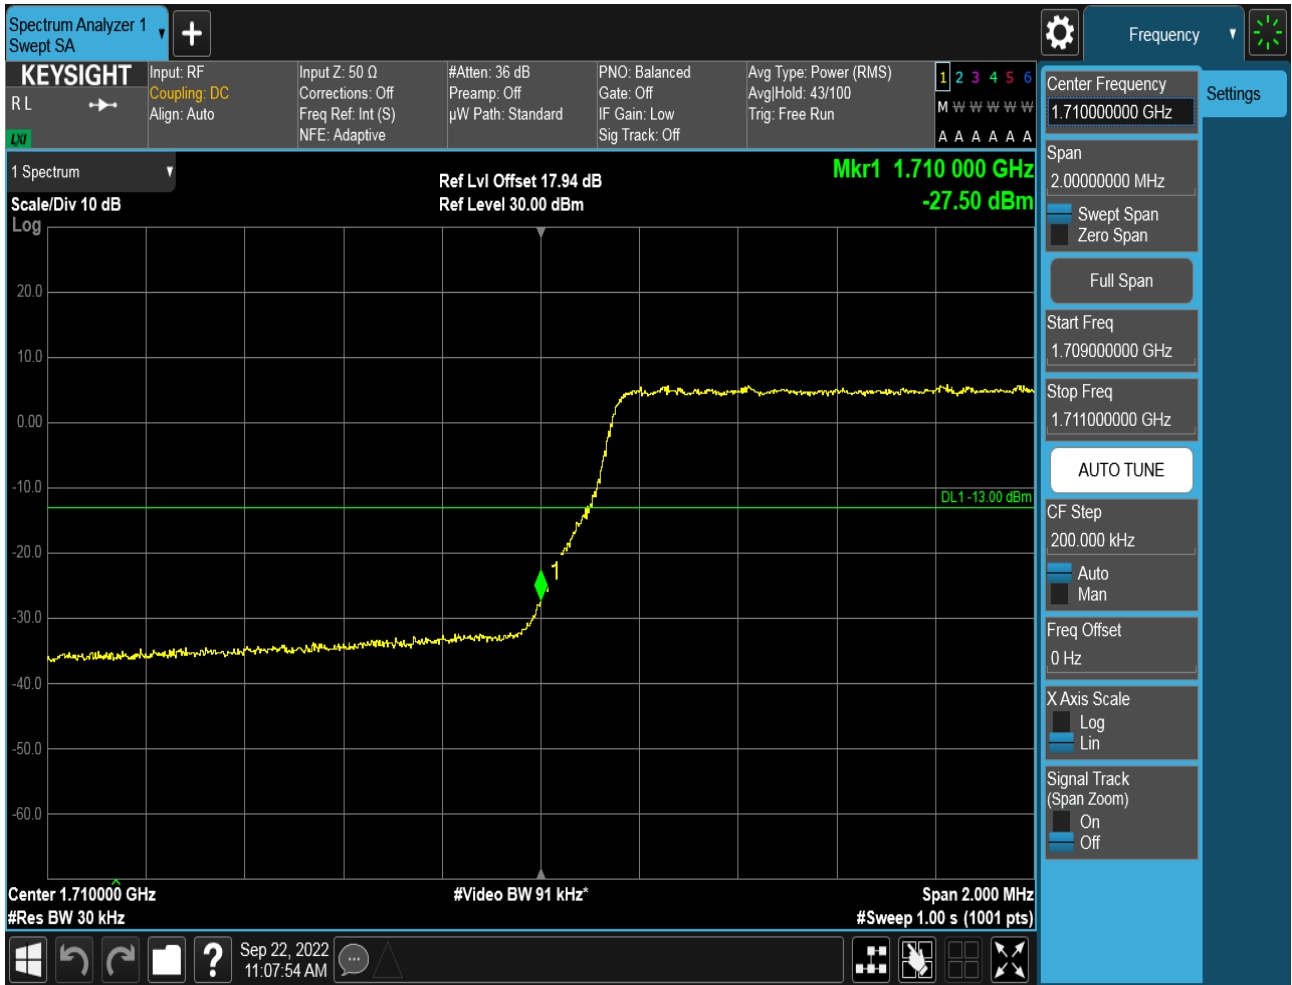 Spectrum Analyzer 1
Swept SA
Frequency
KEYSIGHT
R L
LXI
Input: RF
Coupling: DC
Align: Auto
Input Z: 50 Ω
Corrections: Off
Freq Ref: Int (S)
NFE: Adaptive
#Atten: 36 dB
Preamp: Off
µW Path: Standard
PNO: Balanced
Gate: Off
IF Gain: Low
Sig Track: Off
Avg Type: Power (RMS)
Avg|Hold: 43/100
Trig: Free Run
1 2 3 4 5 6
M W W W W W
A A A A A A
1 Spectrum
Scale/Div 10 dB
Log
Ref Lvl Offset 17.94 dB
Ref Level 30.00 dBm
Mkr1 1.710 000 GHz
-27.50 dBm
20.0
10.0
0.00
-10.0
DL1 -13.00 dBm
-20.0
1
-30.0
-40.0
-50.0
-60.0
Center 1.710000 GHz
#Res BW 30 kHz
#Video BW 91 kHz*
Span 2.000 MHz
#Sweep 1.00 s (1001 pts)
Center Frequency
1.710000000 GHz
Settings
Span
2.00000000 MHz
Swept Span
Zero Span
Full Span
Start Freq
1.709000000 GHz
Stop Freq
1.711000000 GHz
AUTO TUNE
CF Step
200.000 kHz
Auto
Man
Freq Offset
0 Hz
X Axis Scale
Log
Lin
Signal Track
(Span Zoom)
On
Off
?
Sep 22, 2022
11:07:54 AM